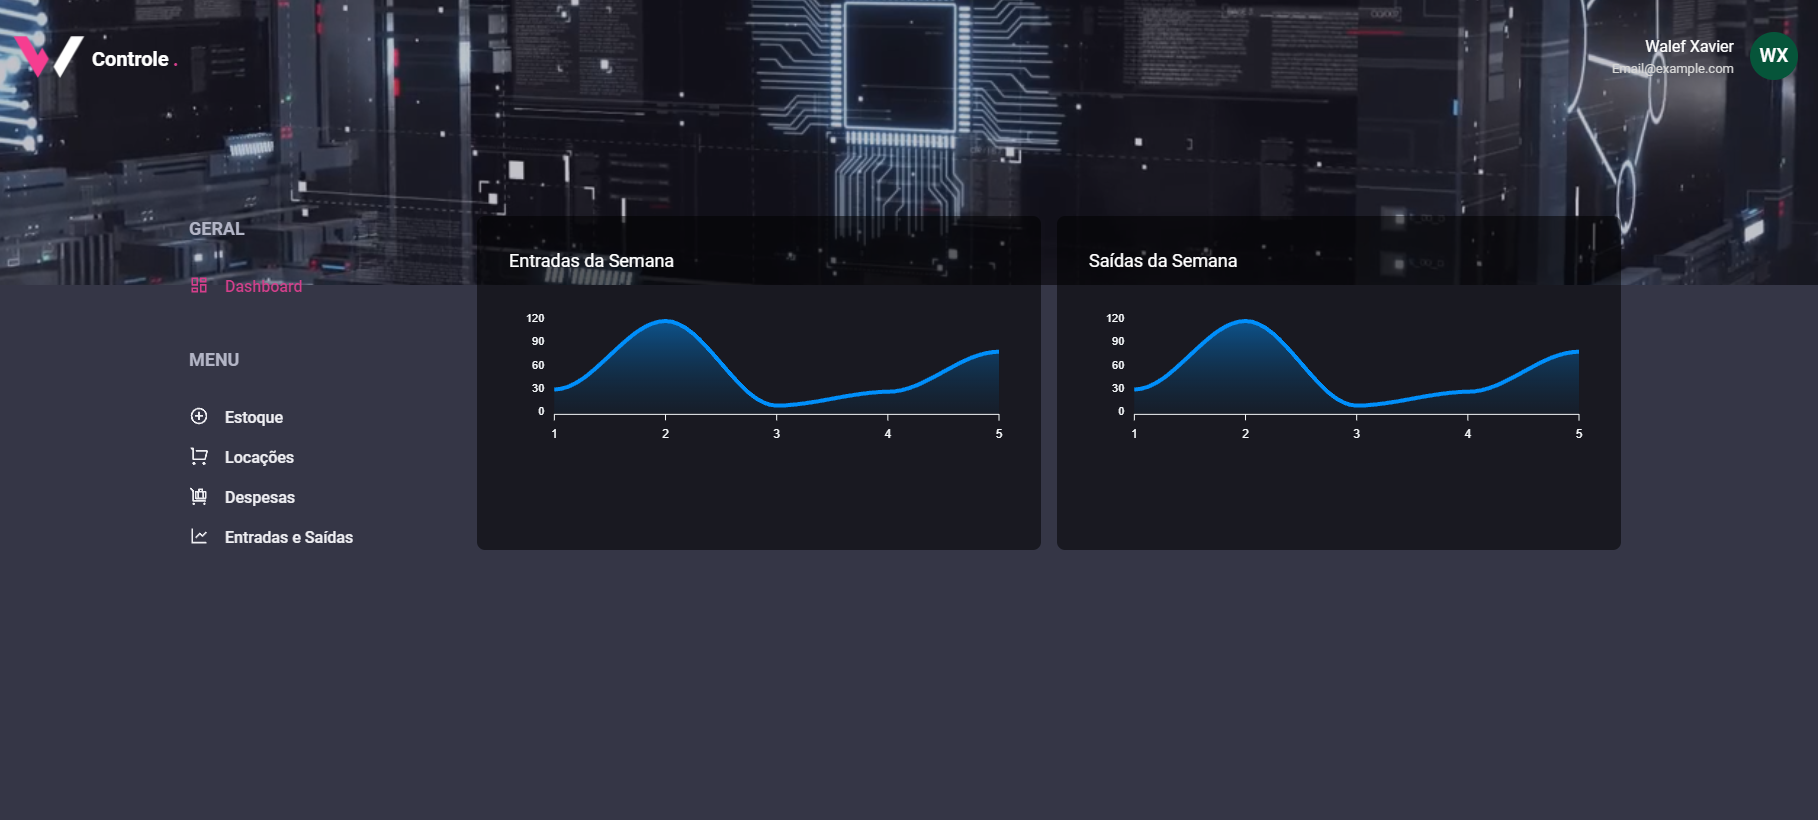 Controle .
Walef Xavier
Email@example.com
WX
GERAL
Dashboard
MENU
Estoque
Locações
Despesas
Entradas e Saídas
Entradas da Semana
120
90
60
30
0
1 2 3 4 5
Saídas da Semana
120
90
60
30
0
1 2 3 4 5